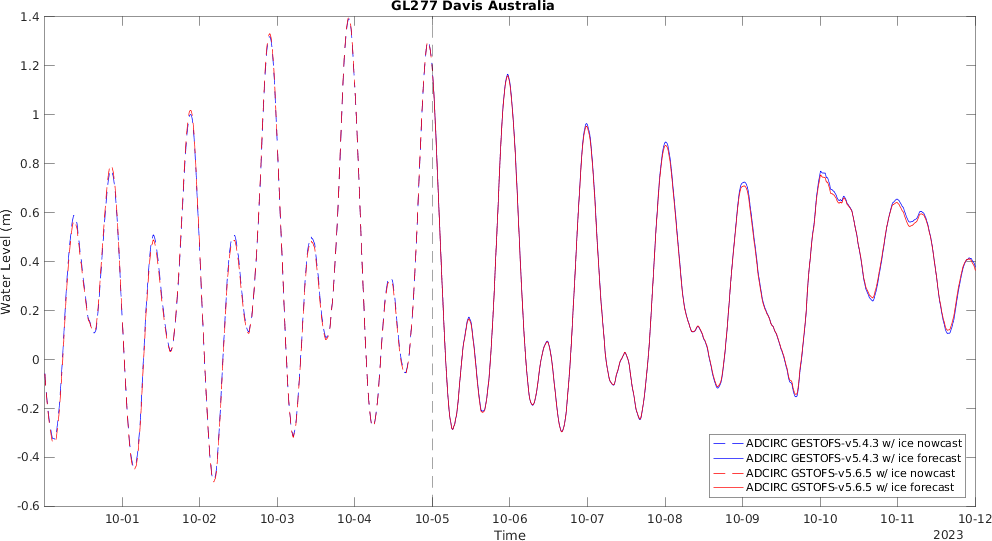 GL277 Davis Australia
1.4
1.2
1
0.8
0.6
0.4
0.2
0
-0.2
-0.4
-0.6
Water Level (m)
ADCIRC GESTOFS-v5.4.3 w/ ice nowcast
ADCIRC GESTOFS-v5.4.3 w/ ice forecast
ADCIRC GSTOFS-v5.6.5 w/ ice nowcast
ADCIRC GSTOFS-v5.6.5 w/ ice forecast
10-01 10-02 10-03 10-04 10-05 10-06 10-07 10-08 10-09 10-10 10-11 10-12
Time
2023